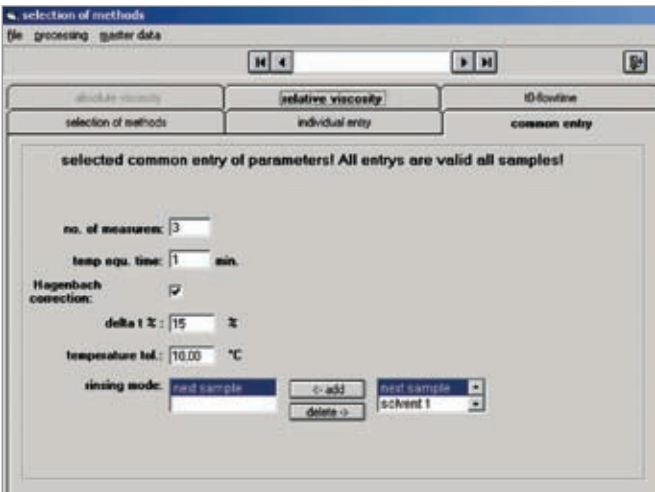 selection of methods
file processing master data
absolute viscosity relative viscosity t0-flowtime
selection of methods individual entry common entry
selected common entry of parameters! All entrys are valid all samples!
no. of measurem: 3
temp equ. time: 1 min.
Hagenbach
correction:
delta t % : 15 %
temperature tol.: 10,00 °C
rinsing mode: next sample <- add next sample
delete -> solvent 1